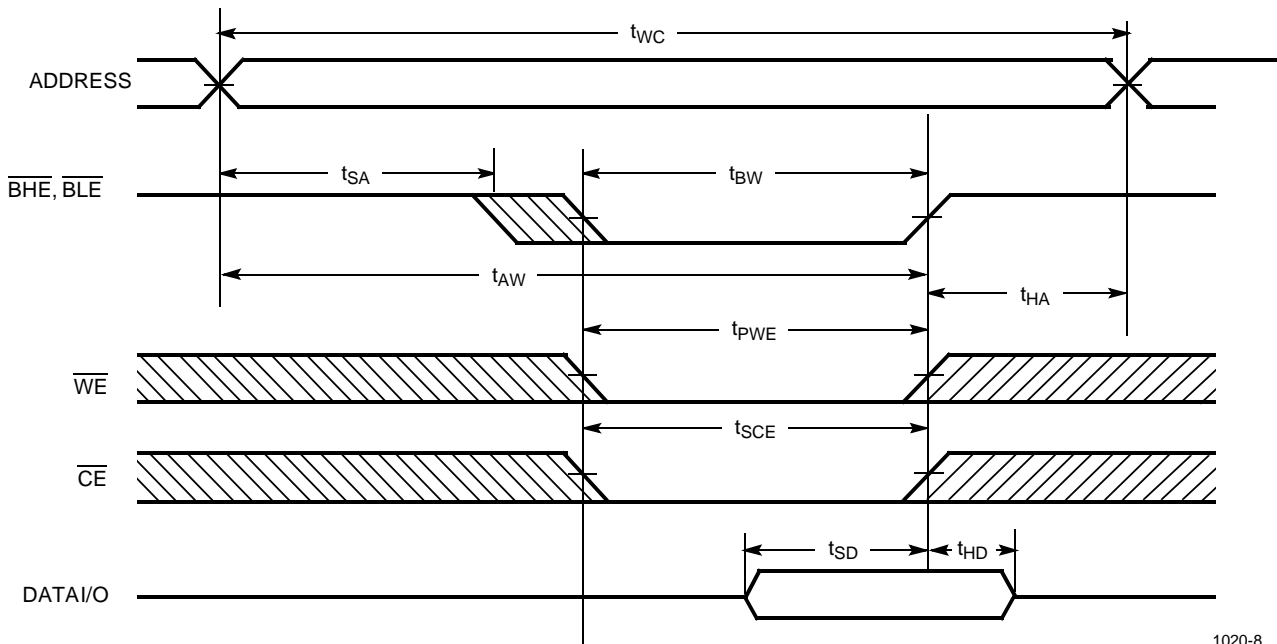 tWC
ADDRESS
tSA
tBW
BHE, BLE
tAW
tHA
tPWE
WE
tSCE
CE
tSD
tHD
DATAI/O
1020-8